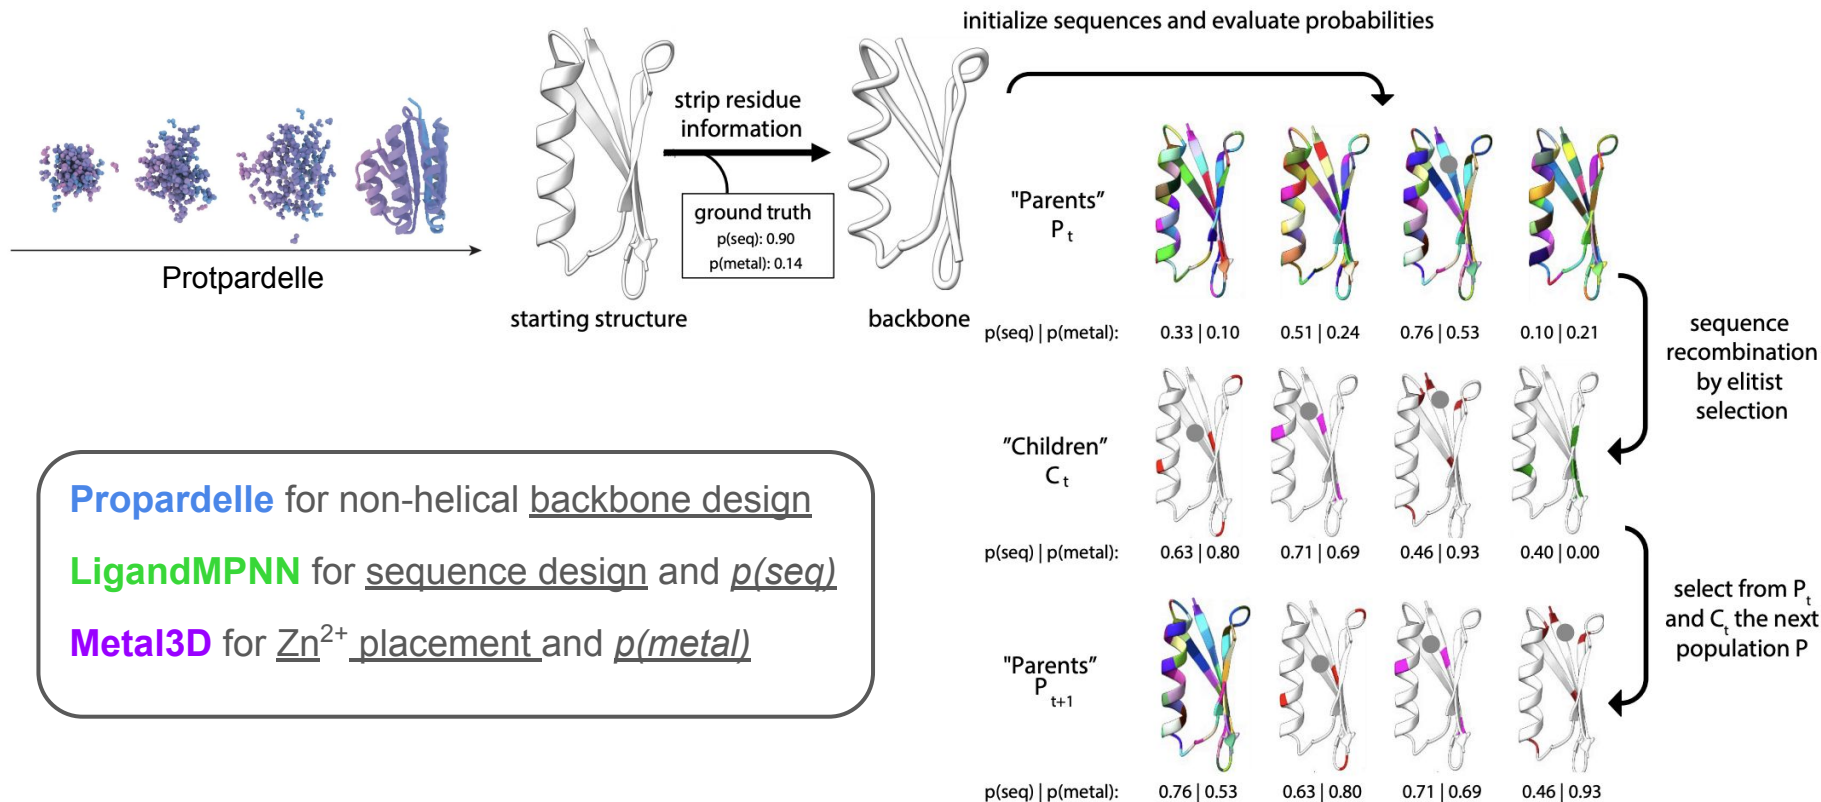 initialize sequences and evaluate probabilities
strip residue
information
ground truth
p(seq): 0.90
p(metal): 0.14
Protpardelle
starting structure
backbone
"Parents"
P t
p(seq) | p(metal): 0.33 | 0.10 0.51 | 0.24 0.76 | 0.53 0.10 | 0.21
sequence
recombination
by elitist
selection
"Children"
C t
p(seq) | p(metal): 0.63 | 0.80 0.71 | 0.69 0.46 | 0.93 0.40 | 0.00
select from P t
and C t the next
population P
"Parents"
P t+1
p(seq) | p(metal): 0.76 | 0.53 0.63 | 0.80 0.71 | 0.69 0.46 | 0.93
Propardelle for non-helical backbone design
LigandMPNN for sequence design and p(seq)
Metal3D for Zn2+ placement and p(metal)